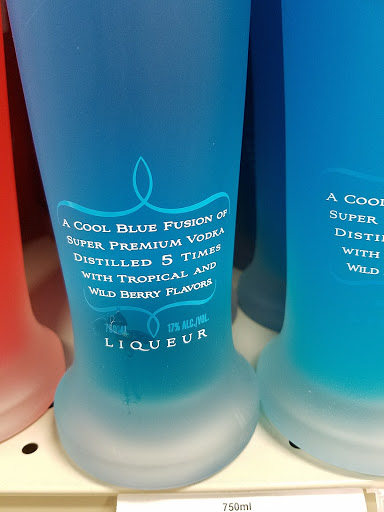 A COOL BLUE FUSION OF
SUPER PREMIUM VODKA
DISTILLED 5 TIMES
WITH TROPICAL AND
WILD BERRY FLAVORS
750ML 17% ALC./VOL.
LIQUEUR
A COOL
SUPER
DISTIL
WITH
WILD
750ml